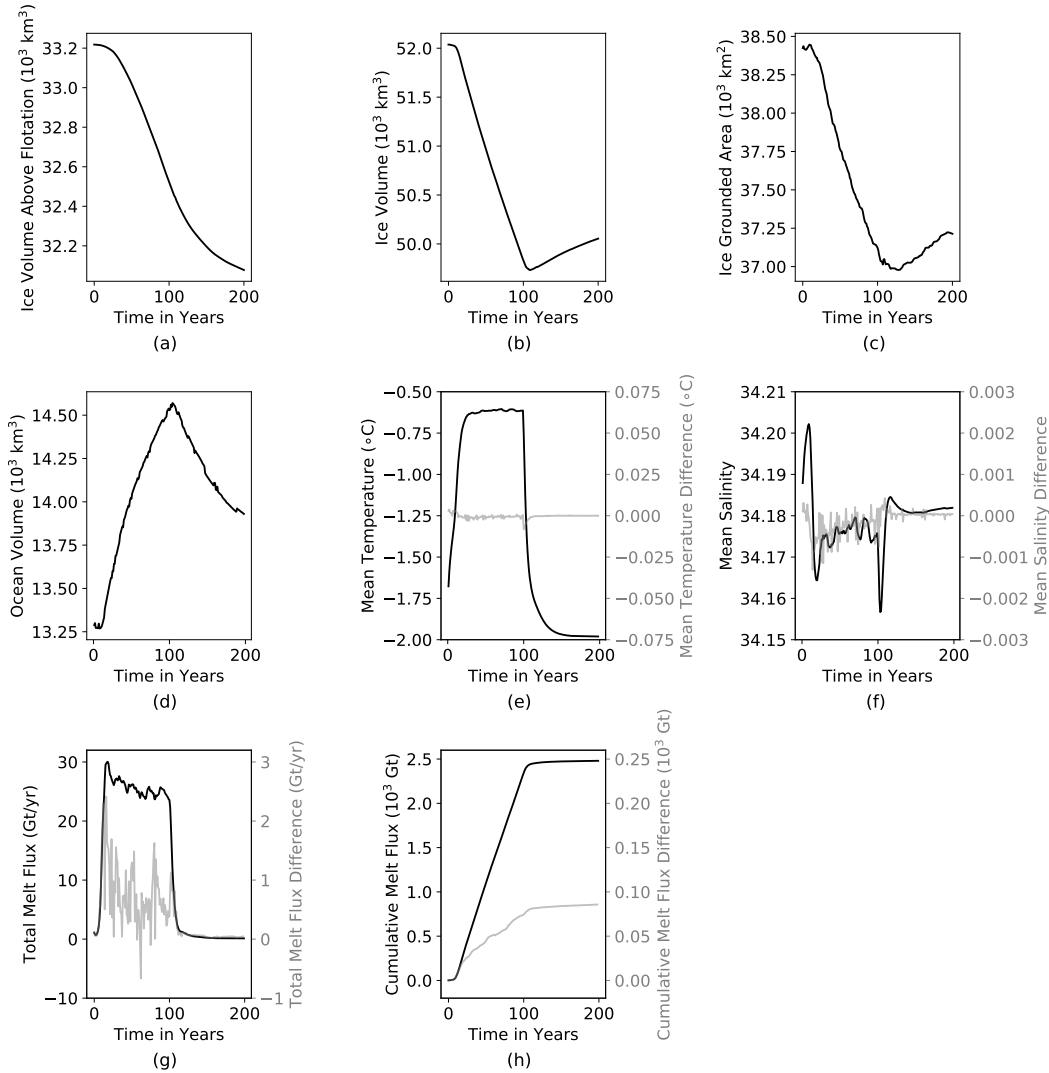 Ice Volume Above Flotation (10³ km³)
33.2
33.0
32.8
32.6
32.4
32.2
0 100 200
Time in Years
(a)
Ice Volume (10³ km³)
52.0
51.5
51.0
50.5
50.0
0 100 200
Time in Years
(b)
Ice Grounded Area (10³ km²)
38.50
38.25
38.00
37.75
37.50
37.25
37.00
0 100 200
Time in Years
(c)
Ocean Volume (10³ km³)
14.50
14.25
14.00
13.75
13.50
13.25
0 100 200
Time in Years
(d)
Mean Temperature (∘C)
−0.50
−0.75
−1.00
−1.25
−1.50
−1.75
−2.00
0 100 200
Time in Years
0.075
0.050
0.025
0.000
−0.025
−0.050
−0.075
Mean Temperature Difference (∘C)
(e)
Mean Salinity
34.21
34.20
34.19
34.18
34.17
34.16
34.15
0 100 200
Time in Years
0.003
0.002
0.001
0.000
−0.001
−0.002
−0.003
Mean Salinity Difference
(f)
Total Melt Flux (Gt/yr)
30
20
10
0
−10
0 100 200
Time in Years
3
2
1
0
−1
Total Melt Flux Difference (Gt/yr)
(g)
Cumulative Melt Flux (10³ Gt)
2.5
2.0
1.5
1.0
0.5
0.0
0 100 200
Time in Years
0.25
0.20
0.15
0.10
0.05
0.00
Cumulative Melt Flux Difference (10³ Gt)
(h)